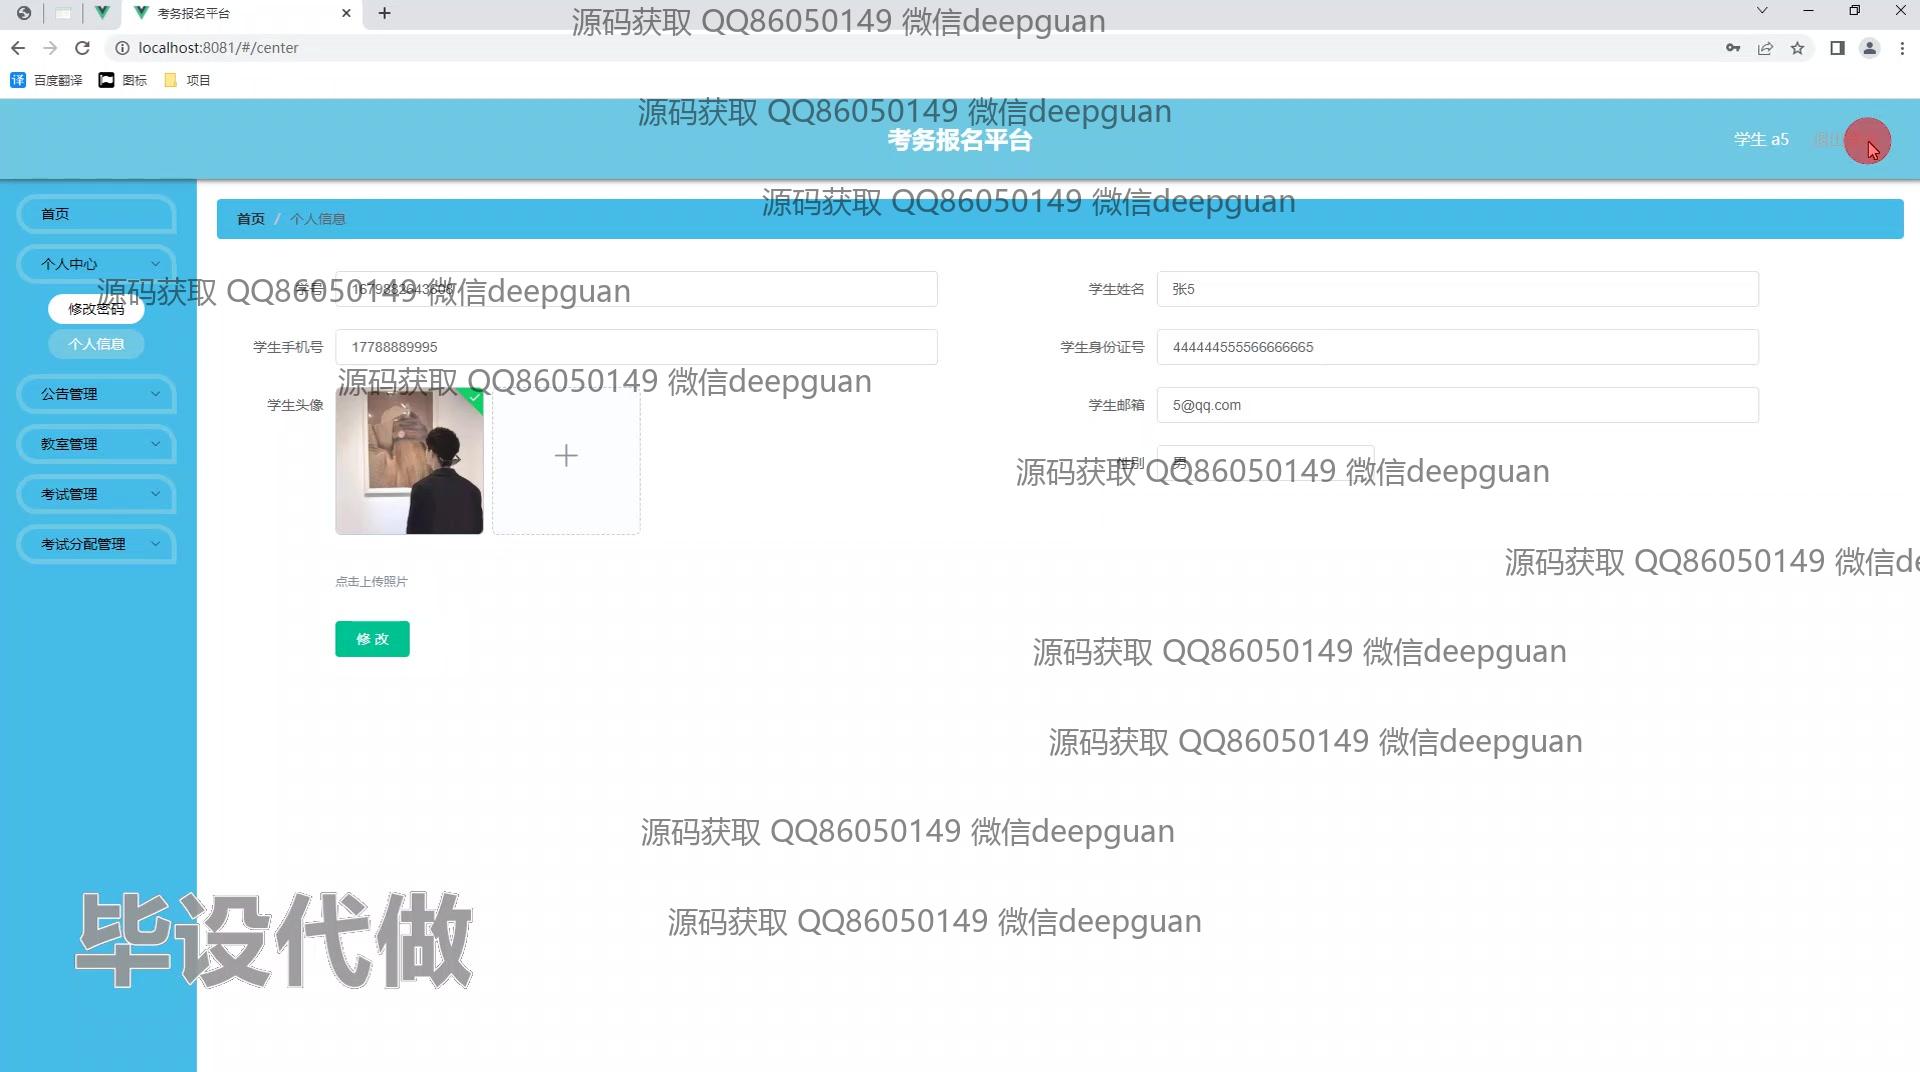 考务报名平台
源码获取 QQ86050149 微信deepguan
localhost:8081/#/center
百度翻译
图标
项目
源码获取 QQ86050149 微信deepguan
考务报名平台
学生 a5
源码获取 QQ86050149 微信deepguan
首页
首页 / 个人信息
个人中心
源码获取 QQ86050149 微信deepguan
学号
学生姓名
张5
修改密码
个人信息
学生手机号
17788889995
学生身份证号
444444555566666665
源码获取 QQ86050149 微信deepguan
公告管理
学生头像
学生邮箱
5@qq.com
教室管理
性别
男
源码获取 QQ86050149 微信deepguan
考试管理
考试分配管理
源码获取 QQ86050149 微信de
点击上传照片
修改
源码获取 QQ86050149 微信deepguan
源码获取 QQ86050149 微信deepguan
源码获取 QQ86050149 微信deepguan
源码获取 QQ86050149 微信deepguan
毕设代做